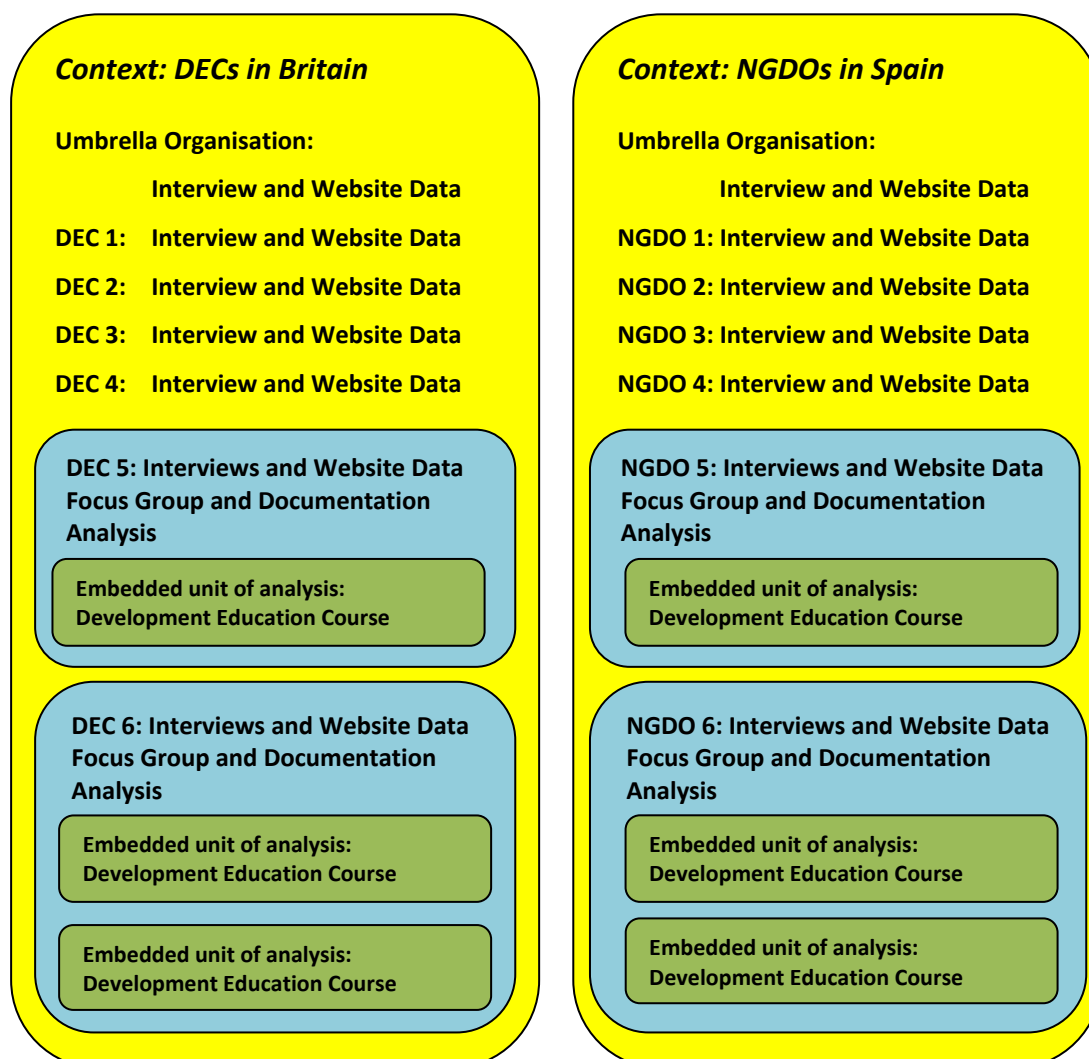 Context: DECs in Britain
Umbrella Organisation:
Interview and Website Data
DEC 1: Interview and Website Data
DEC 2: Interview and Website Data
DEC 3: Interview and Website Data
DEC 4: Interview and Website Data
DEC 5: Interviews and Website Data
Focus Group and Documentation
Analysis
Embedded unit of analysis:
Development Education Course
DEC 6: Interviews and Website Data
Focus Group and Documentation
Analysis
Embedded unit of analysis:
Development Education Course
Embedded unit of analysis:
Development Education Course
Context: NGDOs in Spain
Umbrella Organisation:
Interview and Website Data
NGDO 1: Interview and Website Data
NGDO 2: Interview and Website Data
NGDO 3: Interview and Website Data
NGDO 4: Interview and Website Data
NGDO 5: Interviews and Website Data
Focus Group and Documentation
Analysis
Embedded unit of analysis:
Development Education Course
NGDO 6: Interviews and Website Data
Focus Group and Documentation
Analysis
Embedded unit of analysis:
Development Education Course
Embedded unit of analysis:
Development Education Course